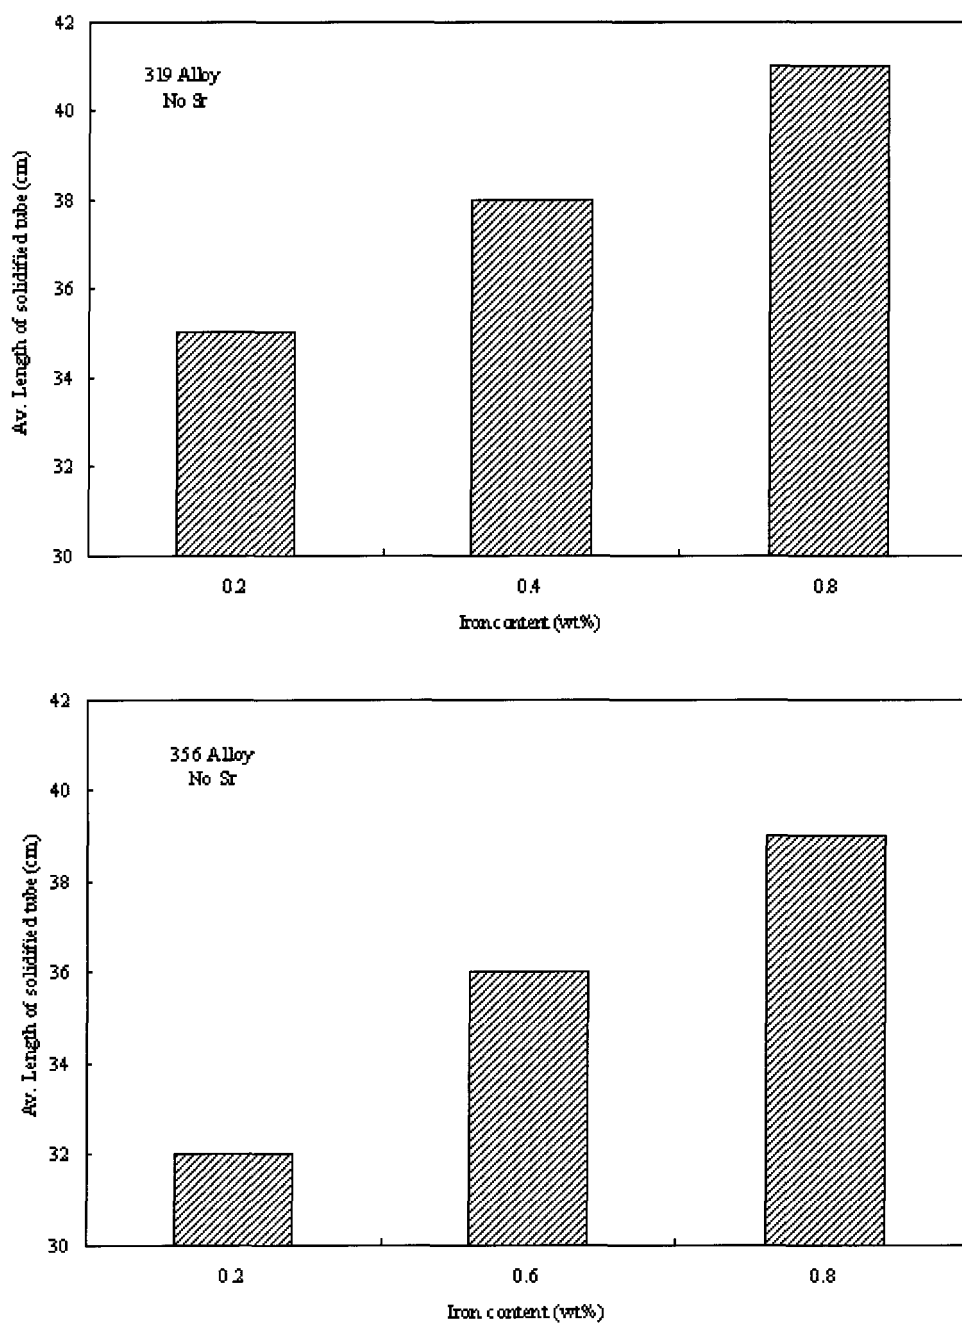 42
319 Alloy
No Sr
40
38
36
34
32
30
Av. Length of solidified tube (cm)
0.2
0.4
0.8
Iron content (wt%)
42
356 Alloy
No Sr
40
38
36
34
32
30
Av. Length of solidified tube (cm)
0.2
0.6
0.8
Iron content (wt%)